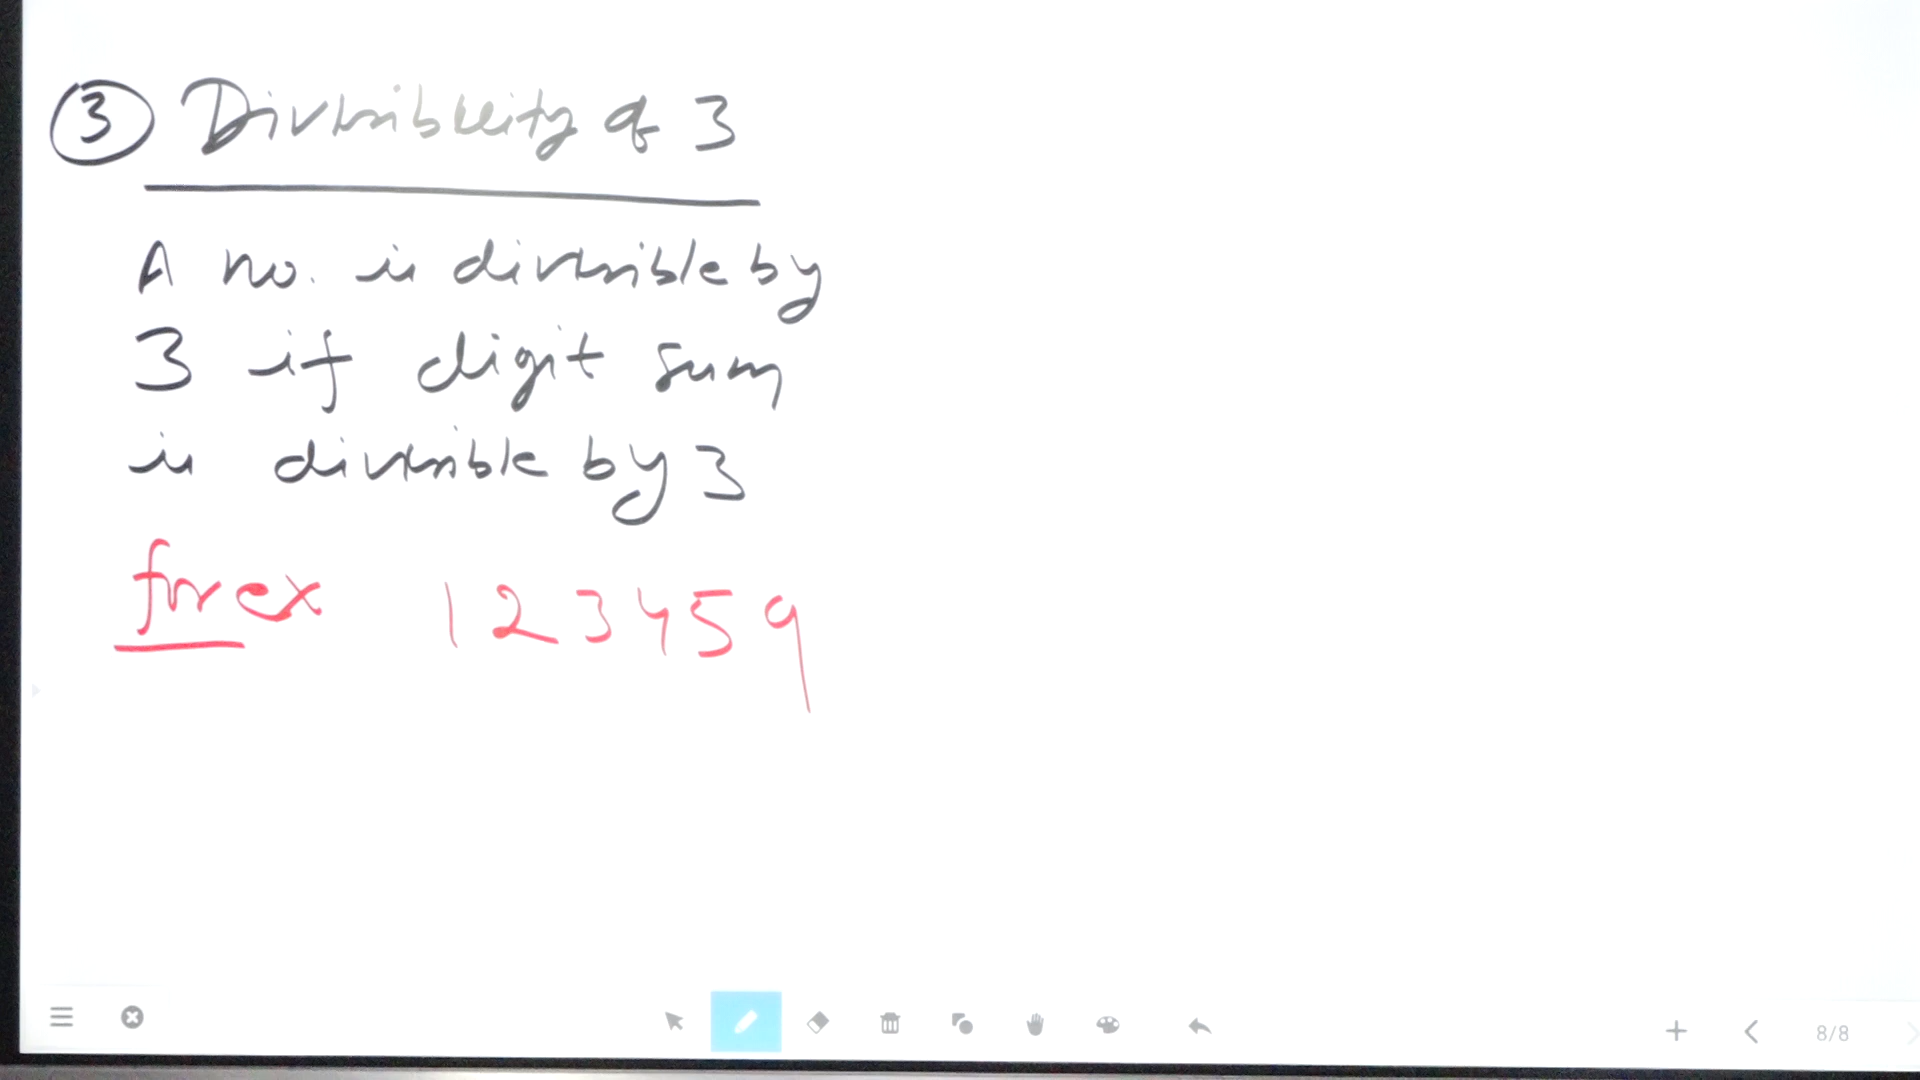 ③ Divisibility of 3
A no. is divisible by
3 if digit sum
is divisible by 3
for ex 123459
8/8